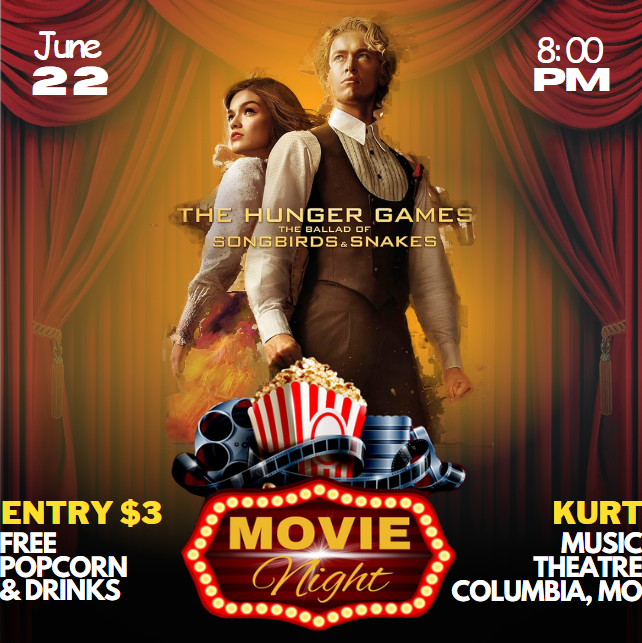 June
22
8:00
PM
THE HUNGER GAMES
THE BALLAD OF
SONGBIRDS & SNAKES
MOVIE
Night
ENTRY $3
FREE
POPCORN
& DRINKS
KURT
MUSIC
THEATRE
COLUMBIA, MO